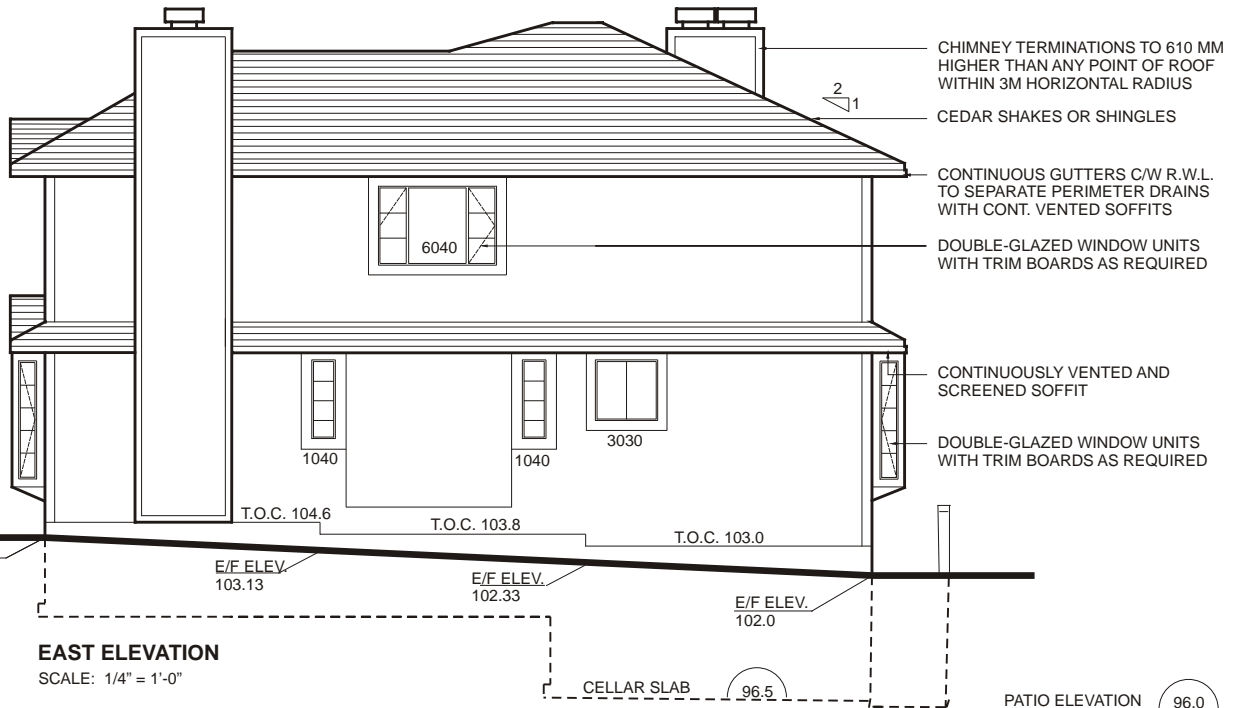 CHIMNEY TERMINATIONS TO 610 MM
HIGHER THAN ANY POINT OF ROOF
WITHIN 3M HORIZONTAL RADIUS
2
1
CEDAR SHAKES OR SHINGLES
CONTINUOUS GUTTERS C/W R.W.L.
TO SEPARATE PERIMETER DRAINS
WITH CONT. VENTED SOFFITS
6040
DOUBLE-GLAZED WINDOW UNITS
WITH TRIM BOARDS AS REQUIRED
CONTINUOUSLY VENTED AND
SCREENED SOFFIT
3030
1040
1040
DOUBLE-GLAZED WINDOW UNITS
WITH TRIM BOARDS AS REQUIRED
T.O.C. 104.6
T.O.C. 103.8
T.O.C. 103.0
E/F ELEV.
103.13
E/F ELEV.
102.33
E/F ELEV.
102.0
EAST ELEVATION
SCALE: 1/4" = 1'-0"
CELLAR SLAB 96.5
PATIO ELEVATION 96.0